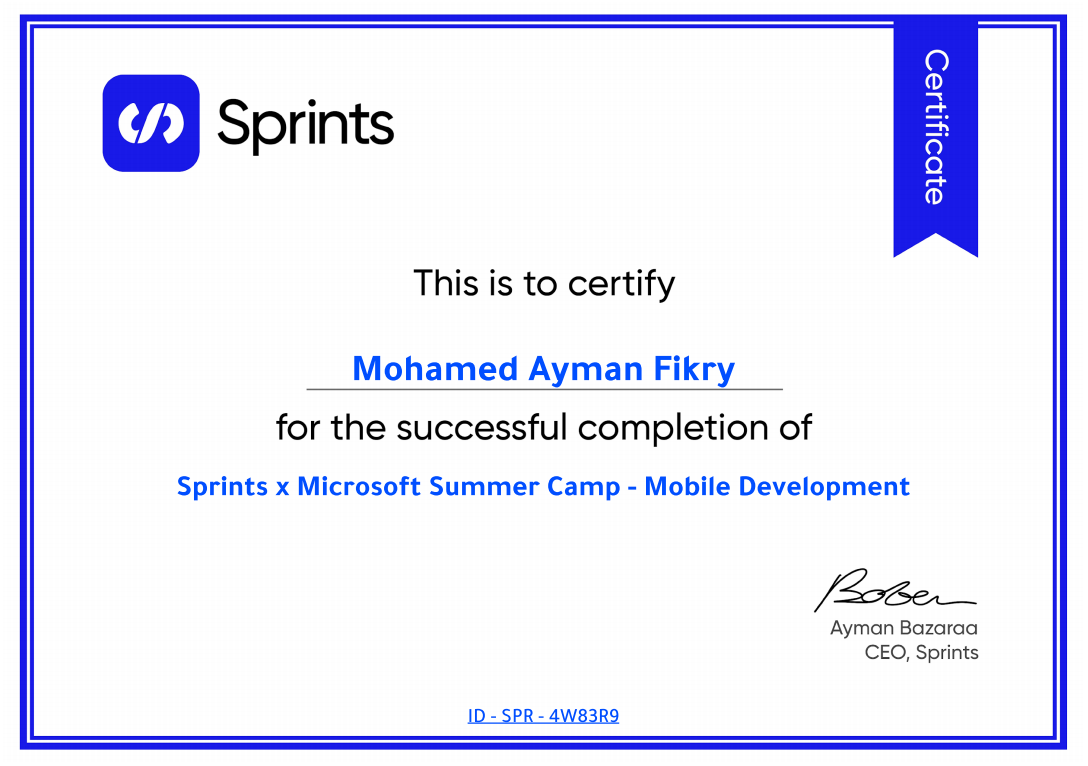 Sprints
Certificate
This is to certify
Mohamed Ayman Fikry
for the successful completion of
Sprints x Microsoft Summer Camp - Mobile Development
Ayman Bazaraa
CEO, Sprints
ID - SPR - 4W83R9